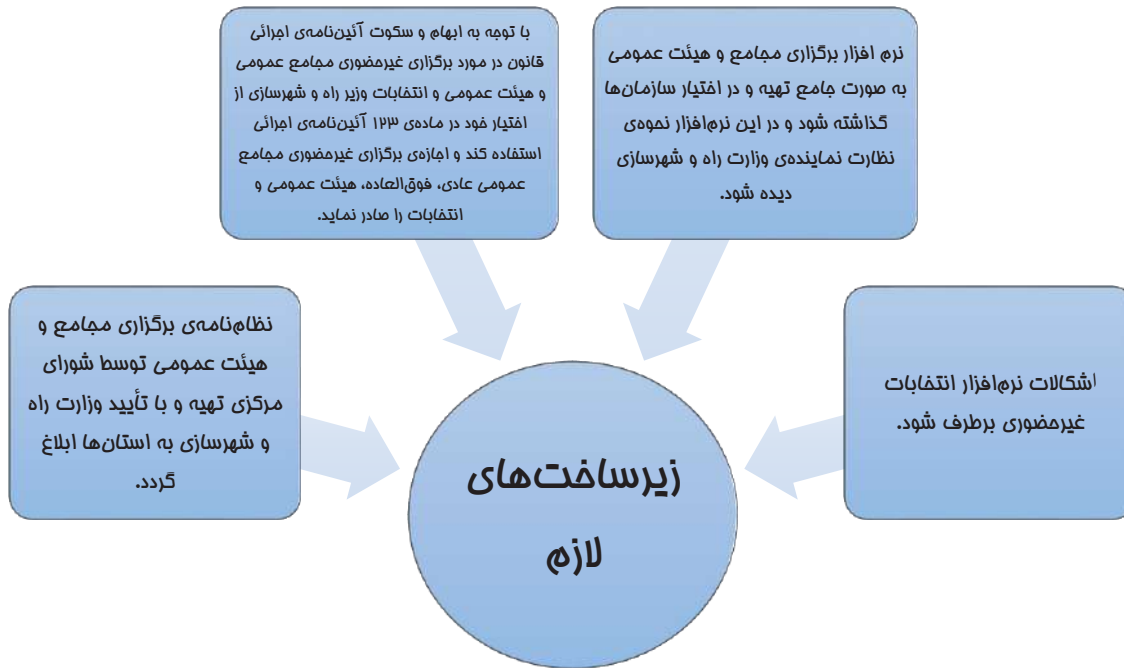 نرم افزار برگزاری مجامع و هیئت عمومی
به صورت جامع تهیه و در اختیار سازمان‌ها
گذاشته شود و در این نرم‌افزار نحوه‌ی
نظارت نماینده‌ی وزارت راه و شهرسازی
دیده شود.
با توجه به ابهام و سکوت آئین‌نامه‌ی اجرائی
قانون در مورد برگزاری غیرحضوری مجامع عمومی
و هیئت عمومی و انتخابات وزیر راه و شهرسازی از
اختیار خود در ماده‌ی ۱۲۳ آئین‌نامه‌ی اجرائی
استفاده کند و اجازه‌ی برگزاری غیرحضوری مجامع
عمومی عادی، فوق‌العاده، هیئت عمومی و
انتخابات را صادر نماید.
اشکالات نرم‌افزار انتخابات
غیرحضوری برطرف شود.
نظام‌نامه‌ی برگزاری مجامع و
هیئت عمومی توسط شورای
مرکزی تهیه و با تأیید وزارت راه
و شهرسازی به استان‌ها ابلاغ
گردد.
زیرساخت‌های
لازم